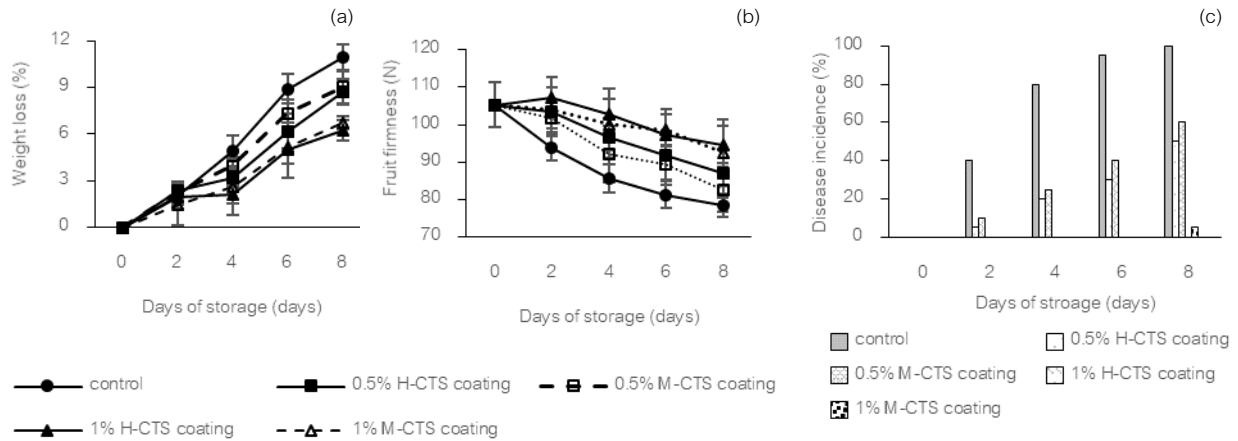 (a)
12
9
6
3
0
Weight loss (%)
0 2 4 6 8
Days of storage (days)
(b)
120
110
100
90
80
70
Fruit firmness (N)
0 2 4 6 8
Days of storage (days)
(c)
100
80
60
40
20
0
Disease incidence (%)
0 2 4 6 8
Days of stroage (days)
control 0.5% H-CTS coating 0.5% M-CTS coating
1% H-CTS coating 1% M-CTS coating
control 0.5% H-CTS coating
0.5% M-CTS coating 1% H-CTS coating
1% M-CTS coating